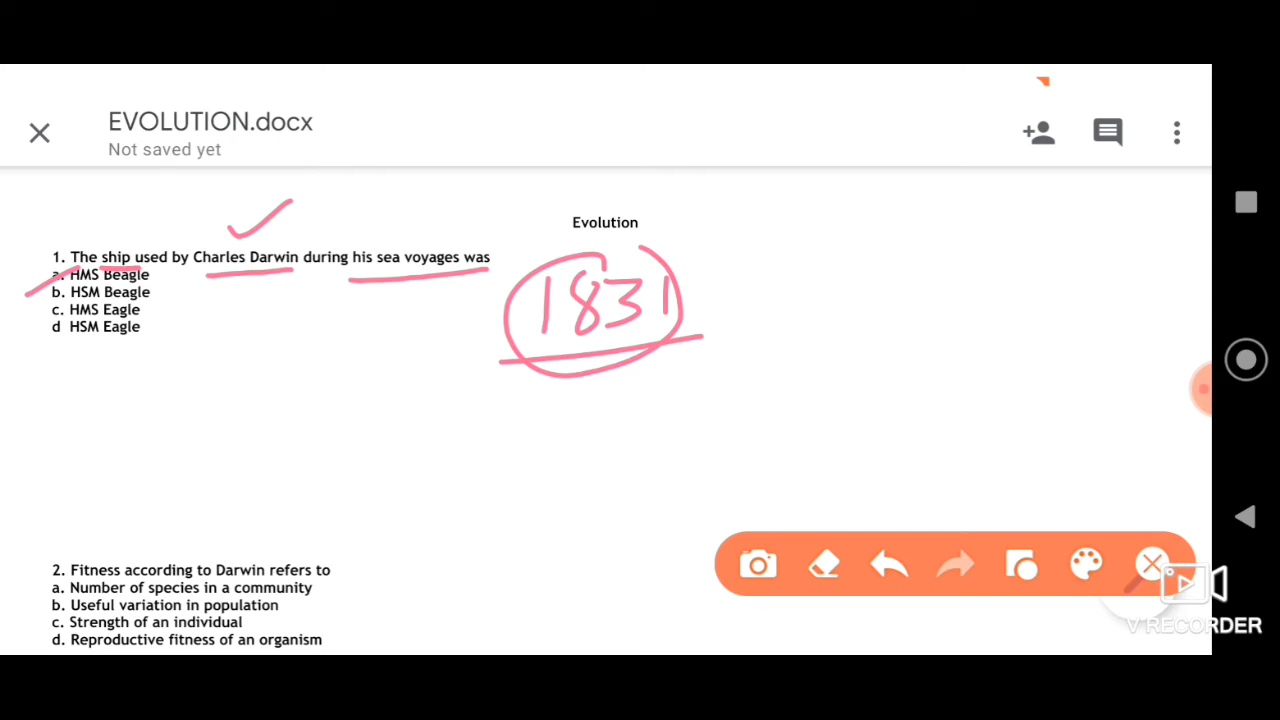 EVOLUTION.docx
Not saved yet
Evolution
1. The ship used by Charles Darwin during his sea voyages was
a. HMS Beagle
b. HSM Beagle
c. HMS Eagle
d HSM Eagle
1831
2. Fitness according to Darwin refers to
a. Number of species in a community
b. Useful variation in population
c. Strength of an individual
d. Reproductive fitness of an organism
V RECORDER